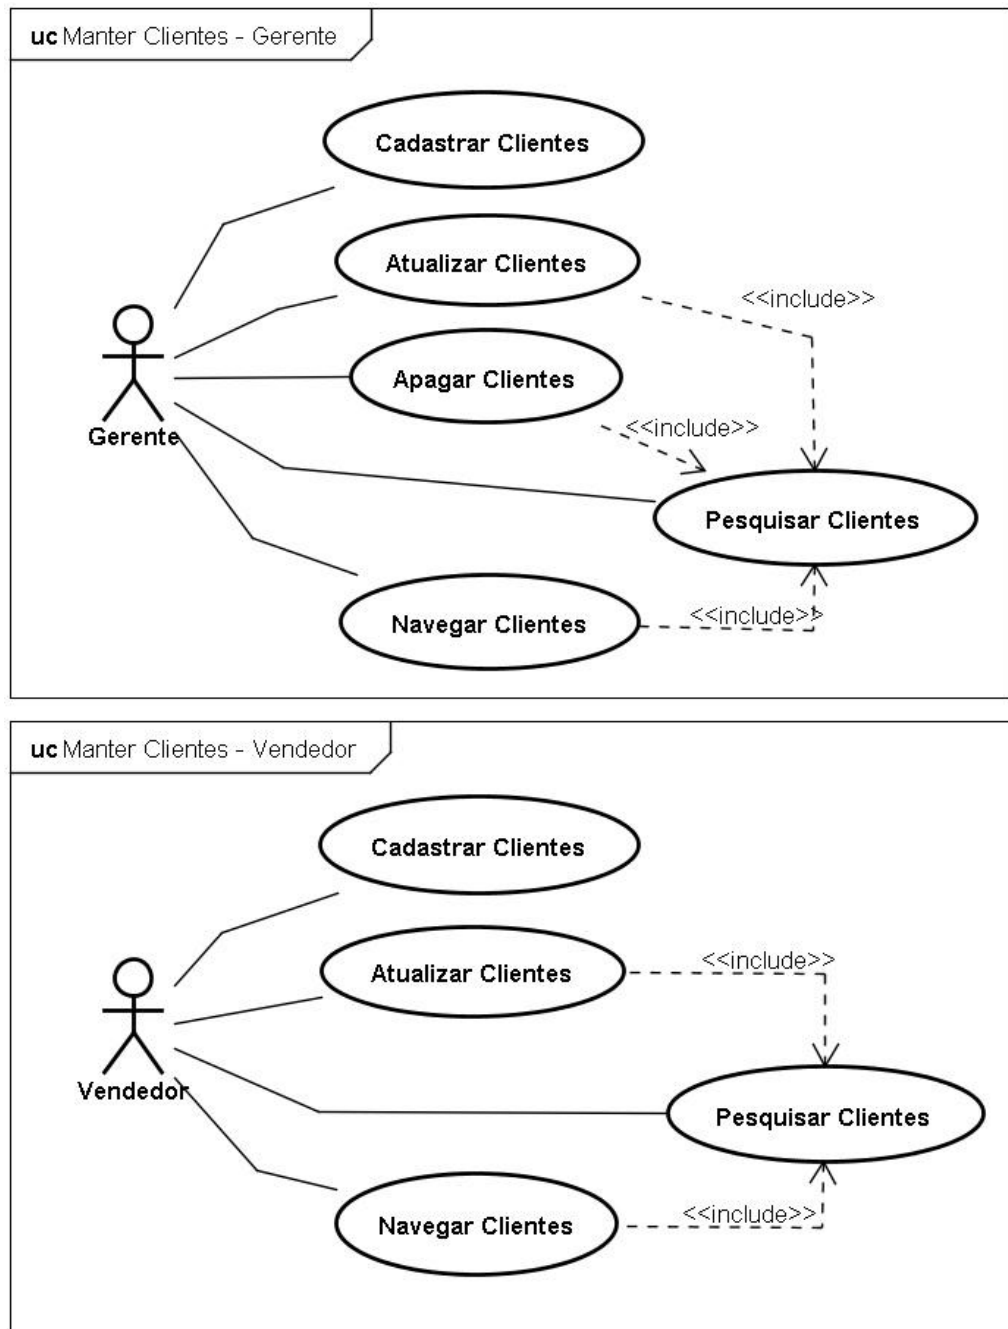 uc Manter Clientes - Gerente
Cadastrar Clientes
Atualizar Clientes
<<include>>
Apagar Clientes
<<include>>
Gerente
Pesquisar Clientes
Navegar Clientes
<<include>>
uc Manter Clientes - Vendedor
Cadastrar Clientes
<<include>>
Atualizar Clientes
Vendedor
Pesquisar Clientes
<<include>>
Navegar Clientes